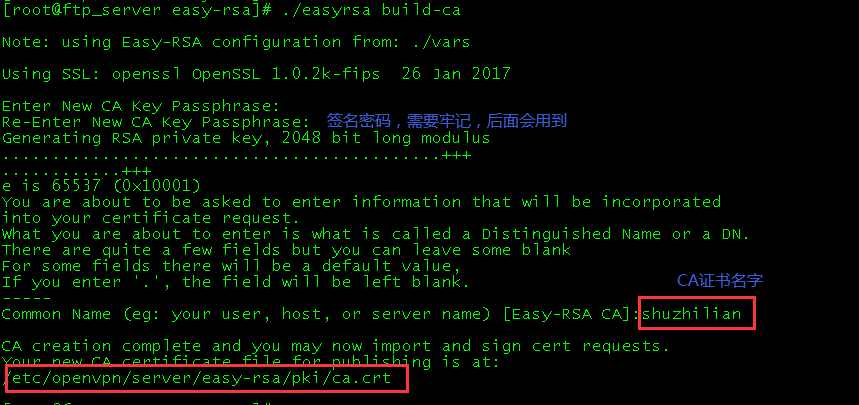 [root@ftp_server easy-rsa]# ./easyrsa build-ca
Note: using Easy-RSA configuration from: ./vars
Using SSL: openssl OpenSSL 1.0.2k-fips  26 Jan 2017
Enter New CA Key Passphrase:
Re-Enter New CA Key Passphrase: 签名密码，需要牢记，后面会用到
Generating RSA private key, 2048 bit long modulus
............................................+++
............+++
e is 65537 (0x10001)
You are about to be asked to enter information that will be incorporated
into your certificate request.
What you are about to enter is what is called a Distinguished Name or a DN.
There are quite a few fields but you can leave some blank
For some fields there will be a default value,
If you enter '.', the field will be left blank.
CA证书名字
-----
Common Name (eg: your user, host, or server name) [Easy-RSA CA]:shuzhilian
CA creation complete and you may now import and sign cert requests.
Your new CA certificate file for publishing is at:
/etc/openvpn/server/easy-rsa/pki/ca.crt